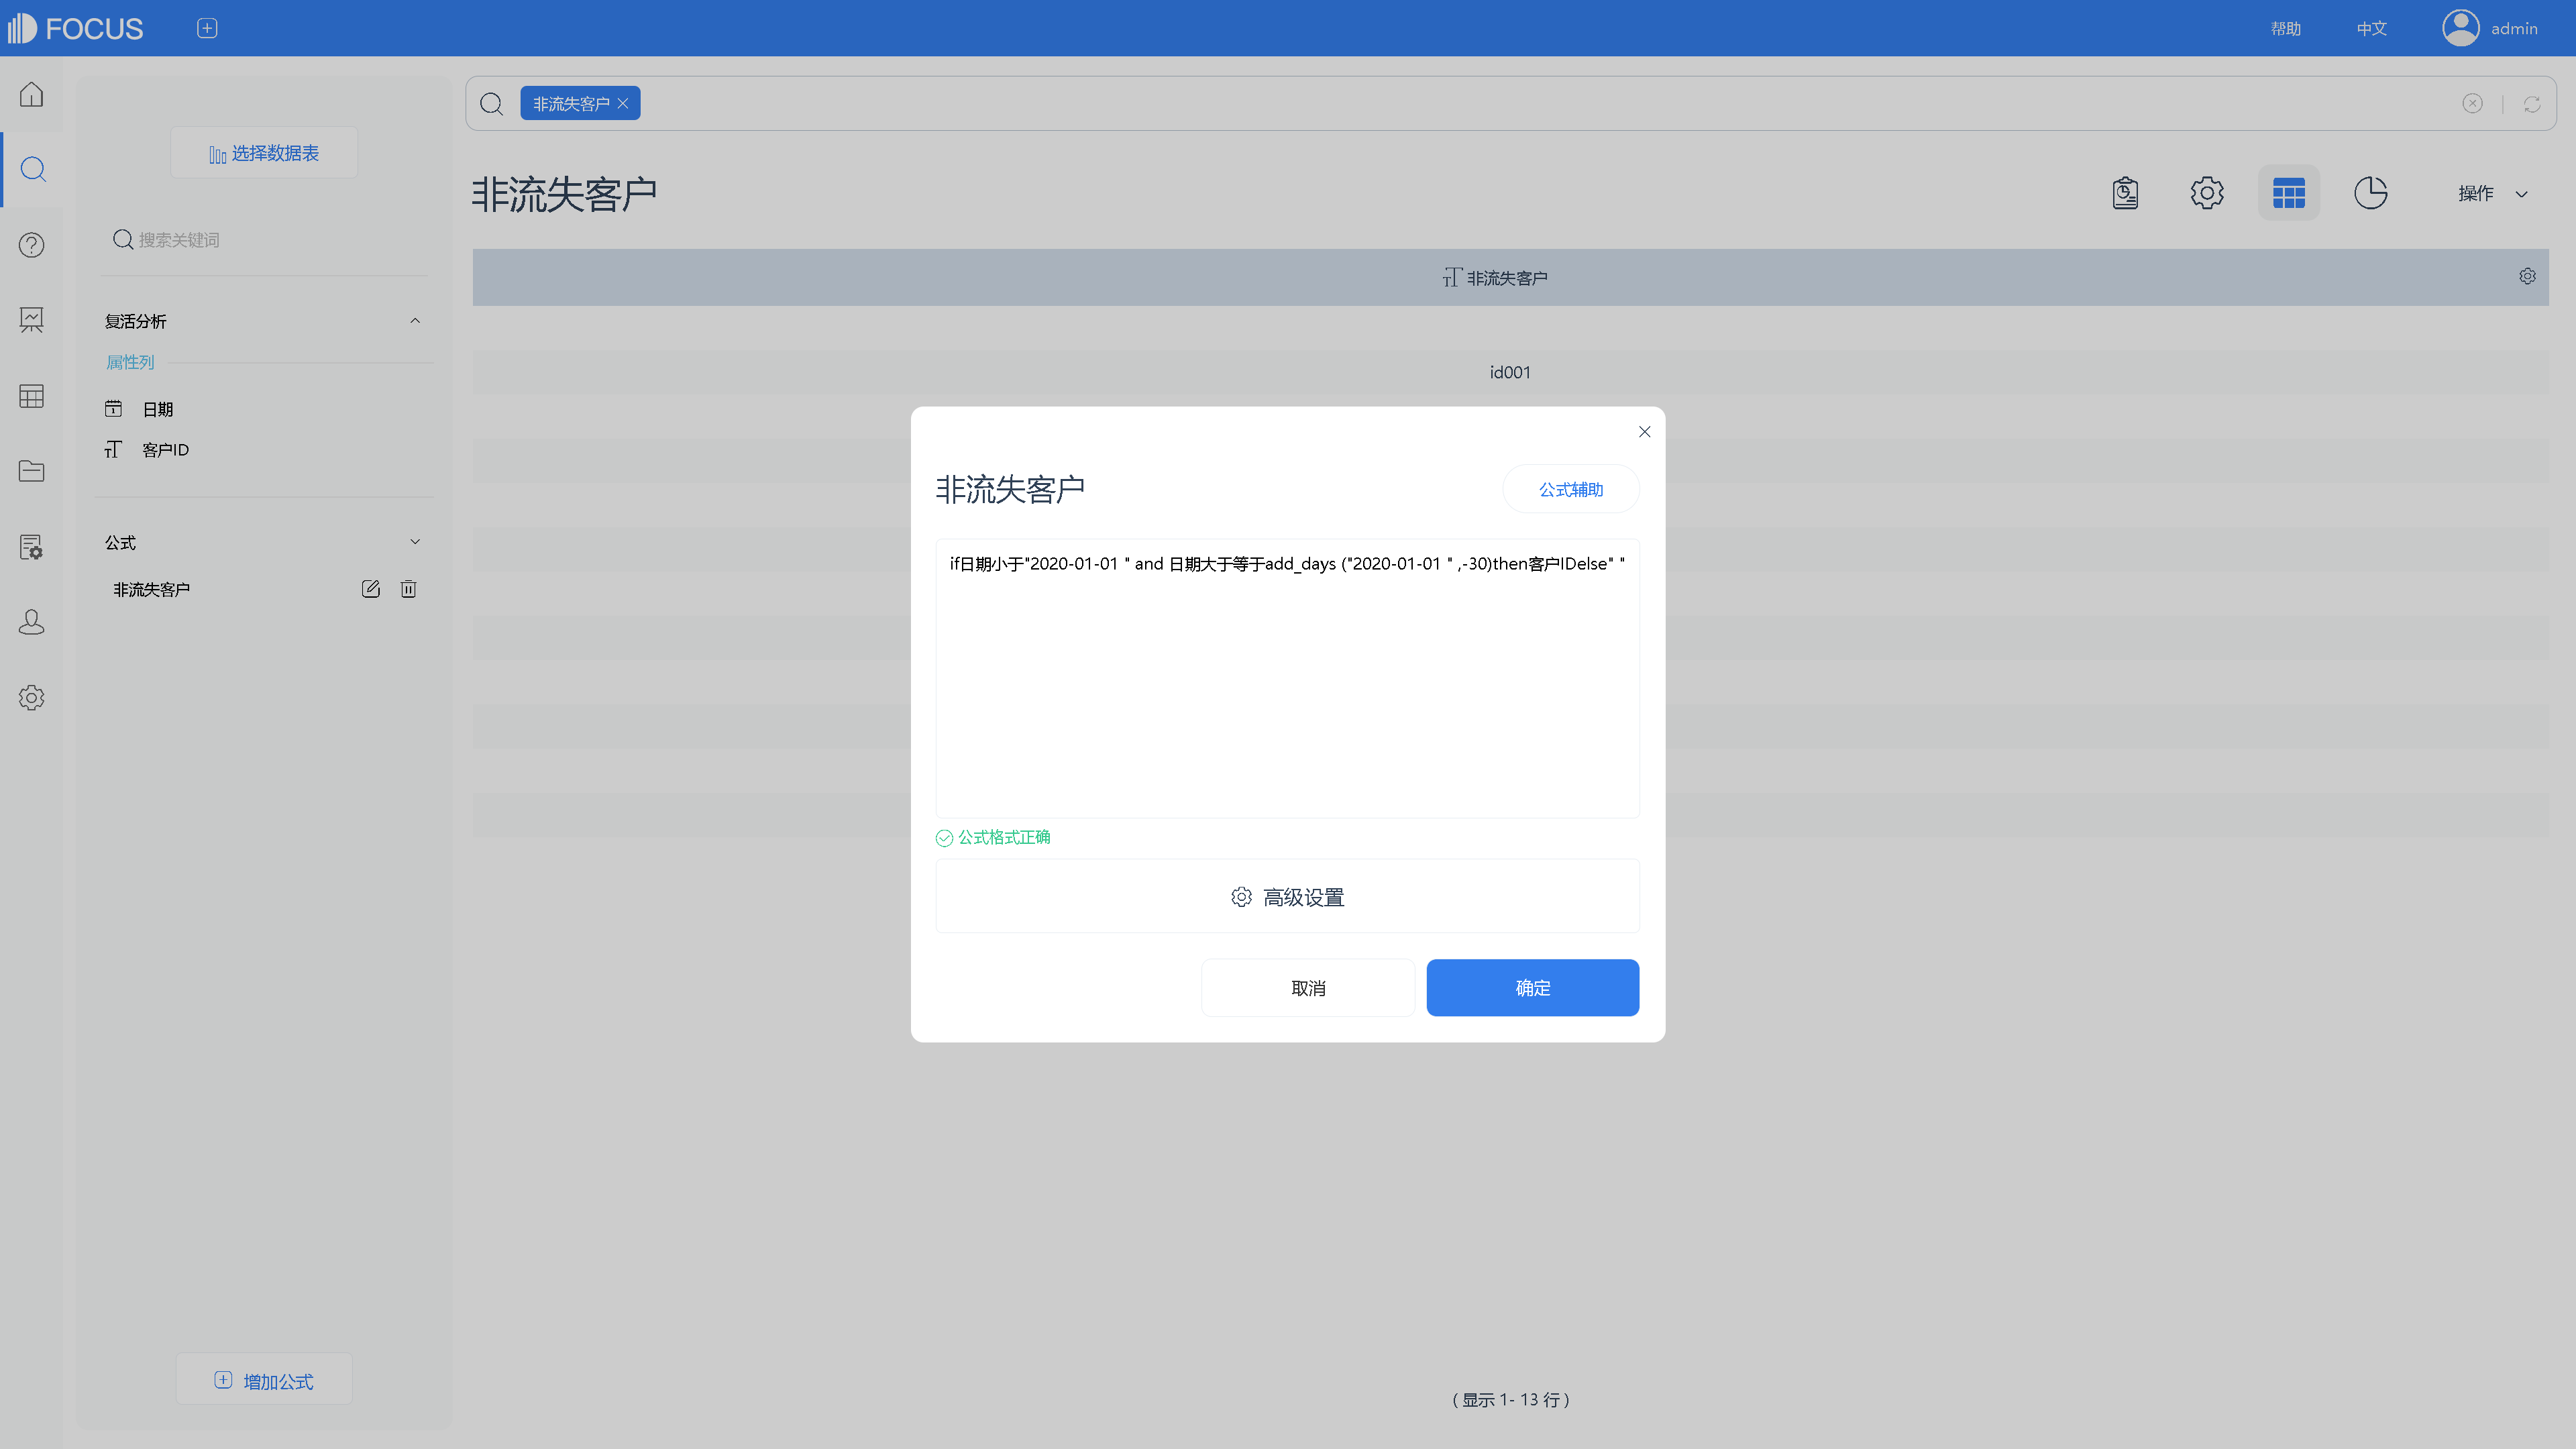 FOCUS
帮助
中文
admin
选择数据表
搜索关键词
复活分析
属性列
日期
客户ID
公式
非流失客户
增加公式
非流失客户
非流失客户
操作
非流失客户
id001
非流失客户
公式辅助
if日期小于"2020-01-01 " and 日期大于等于add_days ("2020-01-01 " ,-30)then客户IDelse" "
公式格式正确
高级设置
取消
确定
( 显示 1- 13 行 )